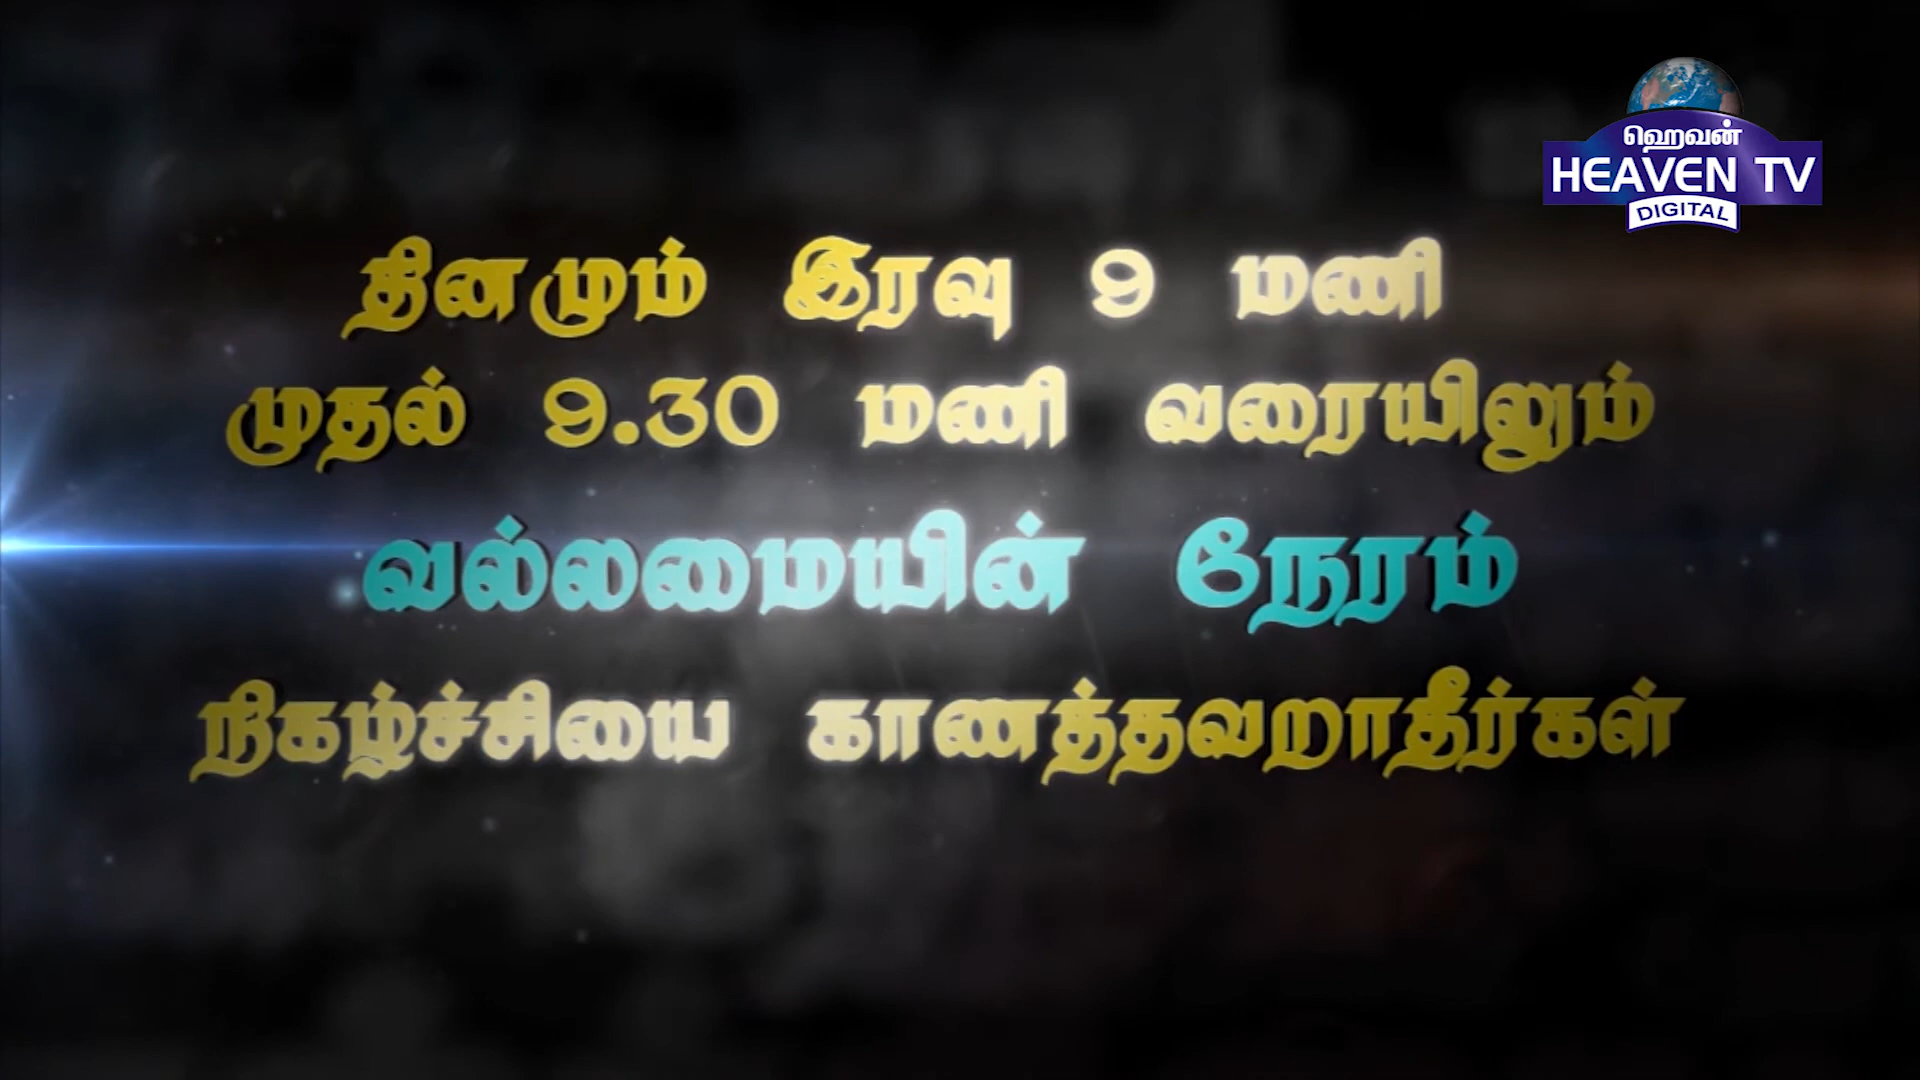 ஹெவன்
HEAVEN TV
DIGITAL
தினமும் இரவு 9 மணி
முதல் 9.30 மணி வரையிலும்
வல்லமையின் நேரம்
நிகழ்ச்சியை காணத்தவறாதீர்கள்